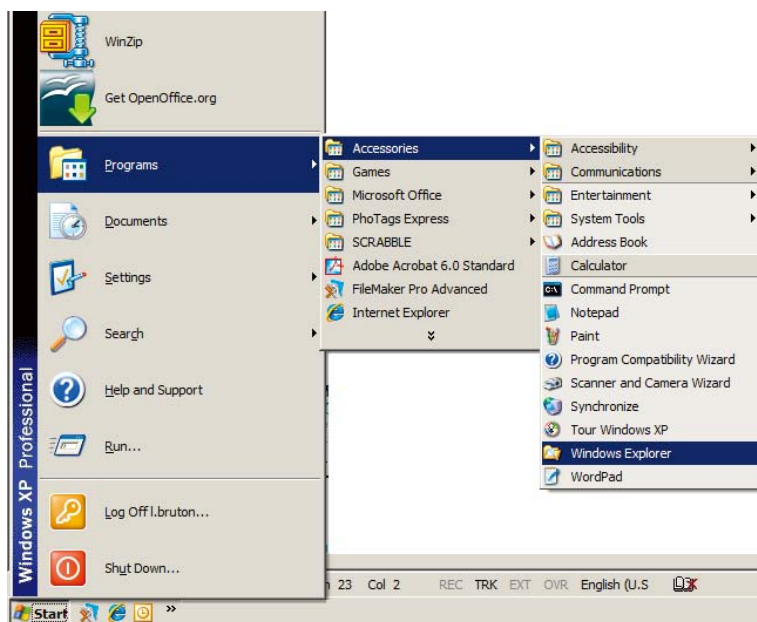 WinZip
Get OpenOffice.org
Programs
Documents
Settings
Search
Help and Support
Run...
Log Off l.bruton...
Shut Down...
Windows XP Professional
Accessories
Games
Microsoft Office
PhoTags Express
SCRABBLE
Adobe Acrobat 6.0 Standard
FileMaker Pro Advanced
Internet Explorer
Accessibility
Communications
Entertainment
System Tools
Address Book
Calculator
Command Prompt
Notepad
Paint
Program Compatibility Wizard
Scanner and Camera Wizard
Synchronize
Tour Windows XP
Windows Explorer
WordPad
23 Col 2 REC TRK EXT OVR English (U.S
Start »